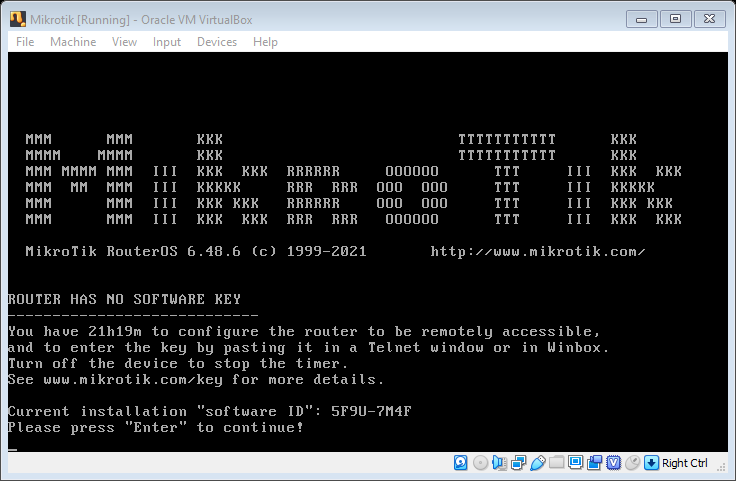 Mikrotik [Running] - Oracle VM VirtualBox
File Machine View Input Devices Help
MMM      MMM       KKK                          TTTTTTTTTTT      KKK
MMMM    MMMM       KKK                          TTTTTTTTTTT      KKK
MMM MMMM MMM  III  KKK  KKK  RRRRRR     OOOOOO      TTT     III  KKK  KKK
MMM  MM  MMM  III  KKKKK     RRR  RRR  OOO  OOO     TTT     III  KKKKK
MMM      MMM  III  KKK KKK   RRRRRR    OOO  OOO     TTT     III  KKK KKK
MMM      MMM  III  KKK  KKK  RRR  RRR   OOOOOO      TTT     III  KKK  KKK
MikroTik RouterOS 6.48.6 (c) 1999-2021       http://www.mikrotik.com/
ROUTER HAS NO SOFTWARE KEY
----------------------------
You have 21h19m to configure the router to be remotely accessible,
and to enter the key by pasting it in a Telnet window or in Winbox.
Turn off the device to stop the timer.
See www.mikrotik.com/key for more details.
Current installation "software ID": 5F9U-7M4F
Please press "Enter" to continue!
_
Right Ctrl